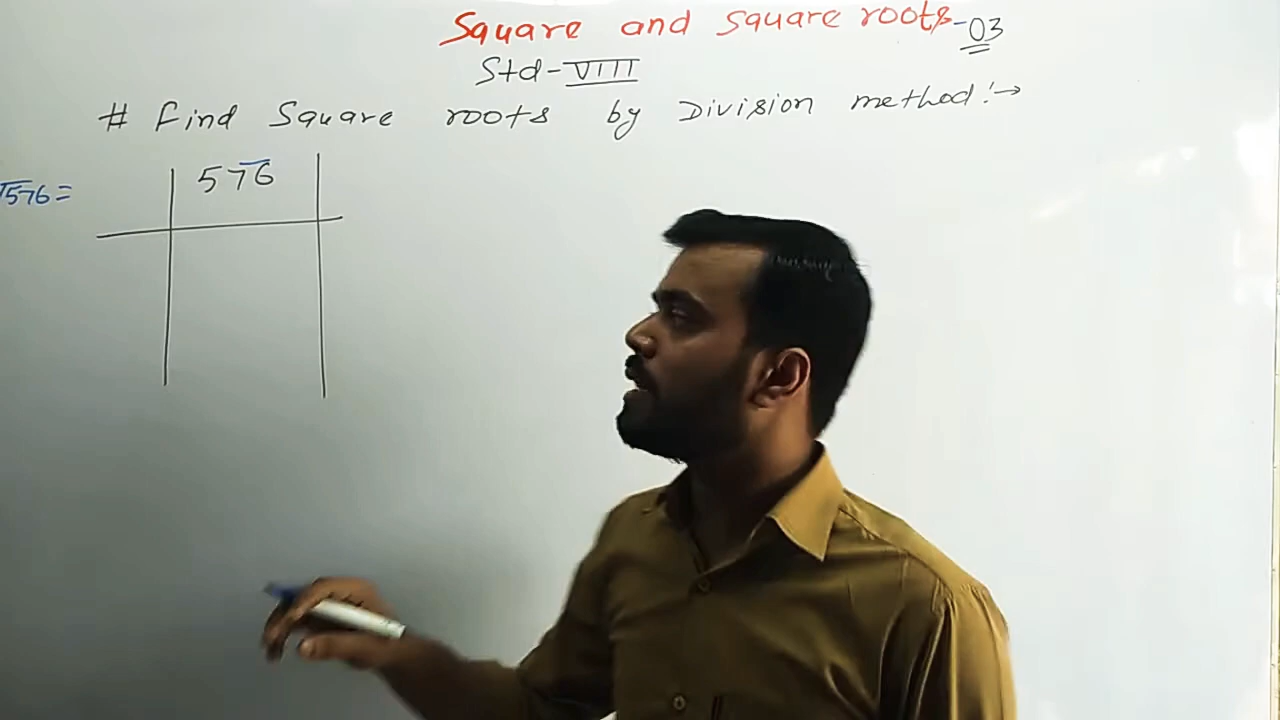 Square and square roots-03
Std-VIII
# Find Square roots by Division method:→
√576=
576